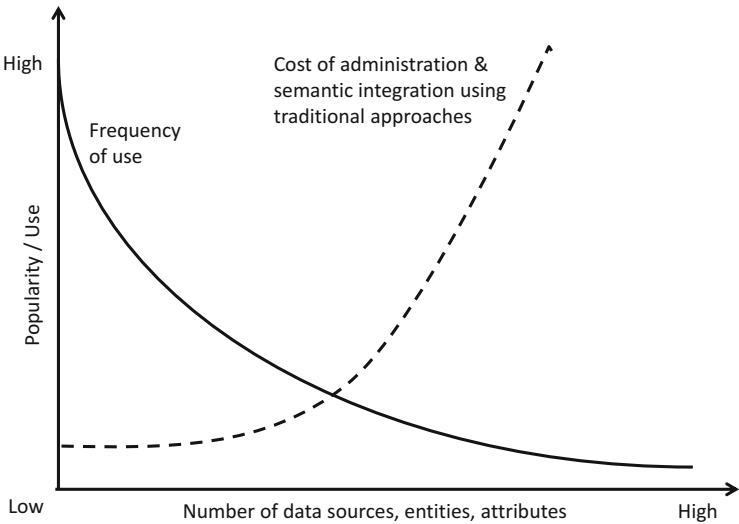 High
Cost of administration &
semantic integration using
traditional approaches
Frequency
of use
Popularity / Use
Low
Number of data sources, entities, attributes
High